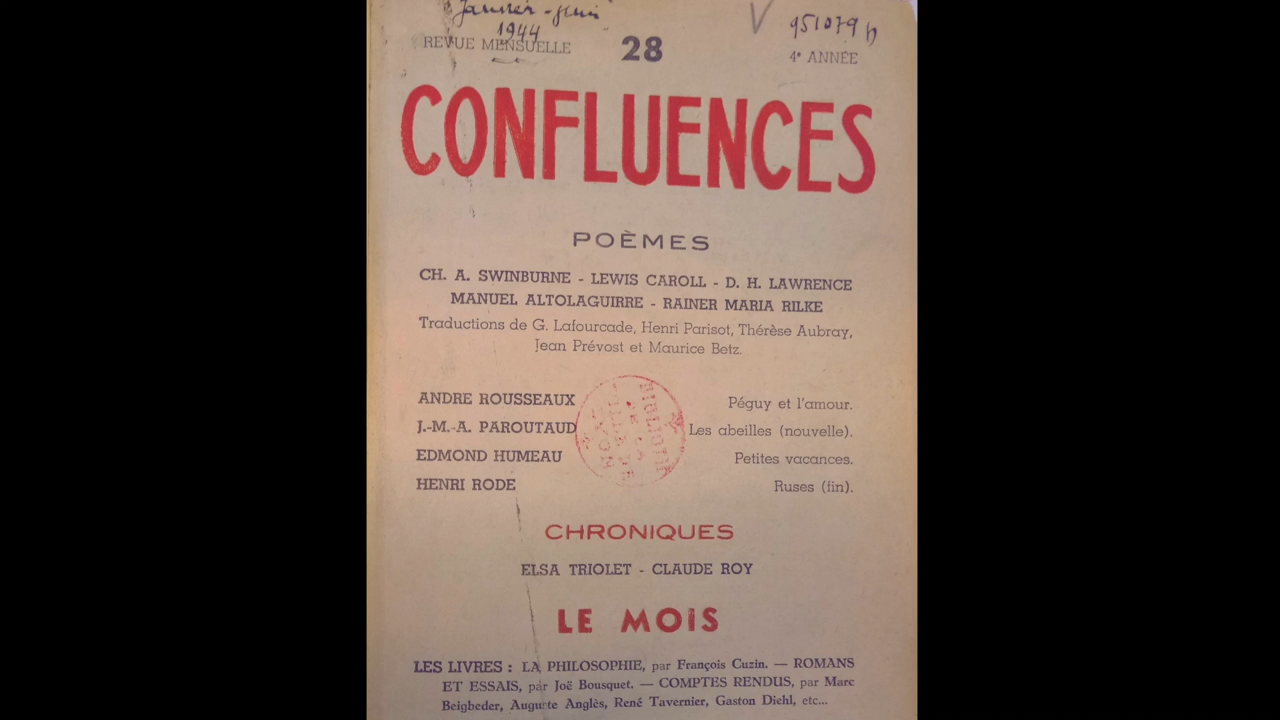 Janvier - juin
1944
951079
REVUE MENSUELLE 28 4e ANNÉE
CONFLUENCES
POÈMES
CH. A. SWINBURNE - LEWIS CAROLL - D. H. LAWRENCE
MANUEL ALTOLAGUIRRE - RAINER MARIA RILKE
Traductions de G. Lafourcade, Henri Parisot, Thérèse Aubray,
Jean Prévost et Maurice Betz.
ANDRE ROUSSEAUX Péguy et l'amour.
J.-M.-A. PAROUTAUD Les abeilles (nouvelle).
EDMOND HUMEAU Petites vacances.
HENRI RODE Ruses (fin).
CHRONIQUES
ELSA TRIOLET - CLAUDE ROY
LE MOIS
LES LIVRES : LA PHILOSOPHIE, par François Cuzin. — ROMANS
ET ESSAIS, par Joë Bousquet. — COMPTES RENDUS, par Marc
Beigbeder, Auguste Anglès, René Tavernier, Gaston Diehl, etc...